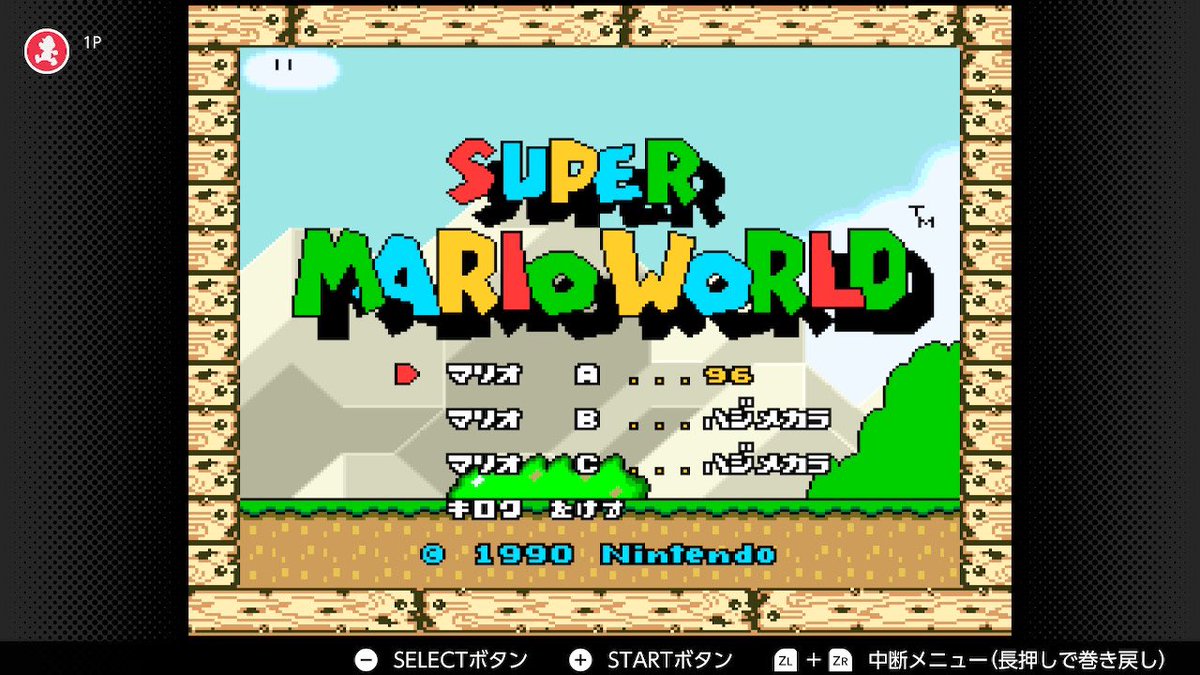 1P
SUPER
MARIO WORLD
TM
マリオ A ...96
マリオ B ...ハジメカラ
マリオ C ...ハジメカラ
キロク をけす
© 1990 Nintendo
− SELECTボタン + STARTボタン ZL + ZR 中断メニュー(長押しで巻き戻し)